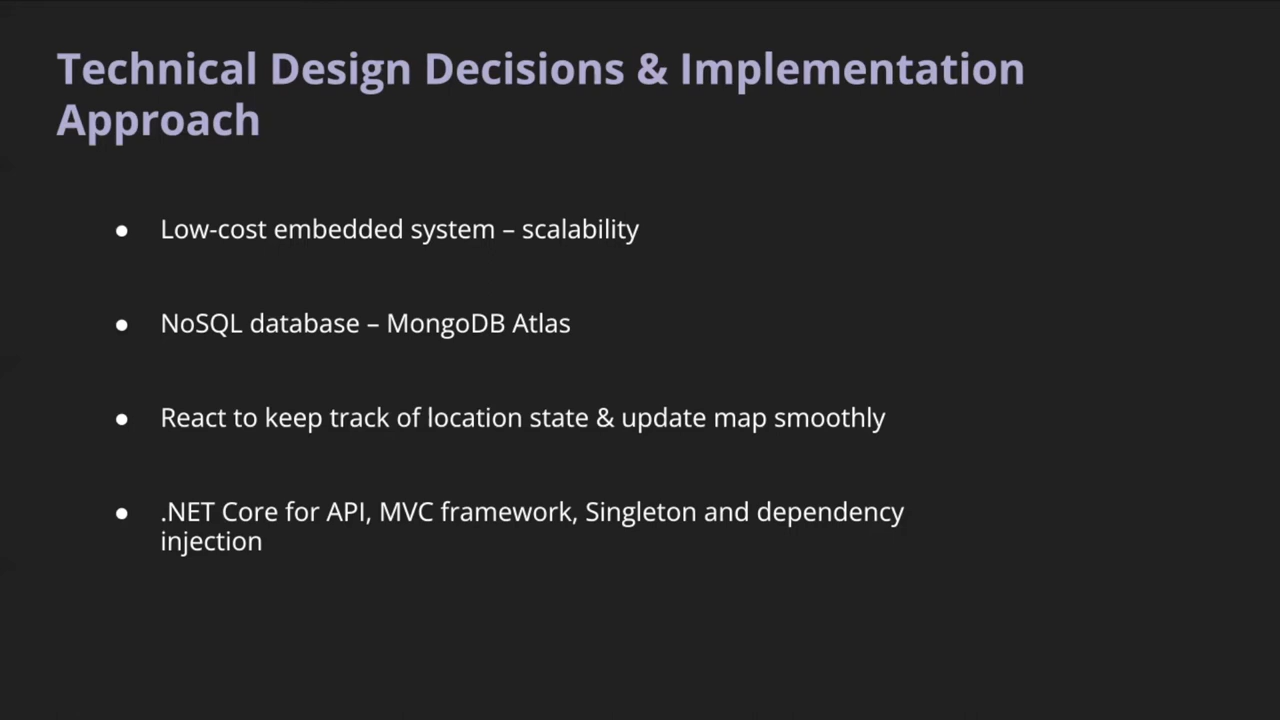 Technical Design Decisions & Implementation
Approach
● Low-cost embedded system – scalability
● NoSQL database – MongoDB Atlas
● React to keep track of location state & update map smoothly
● .NET Core for API, MVC framework, Singleton and dependency
injection